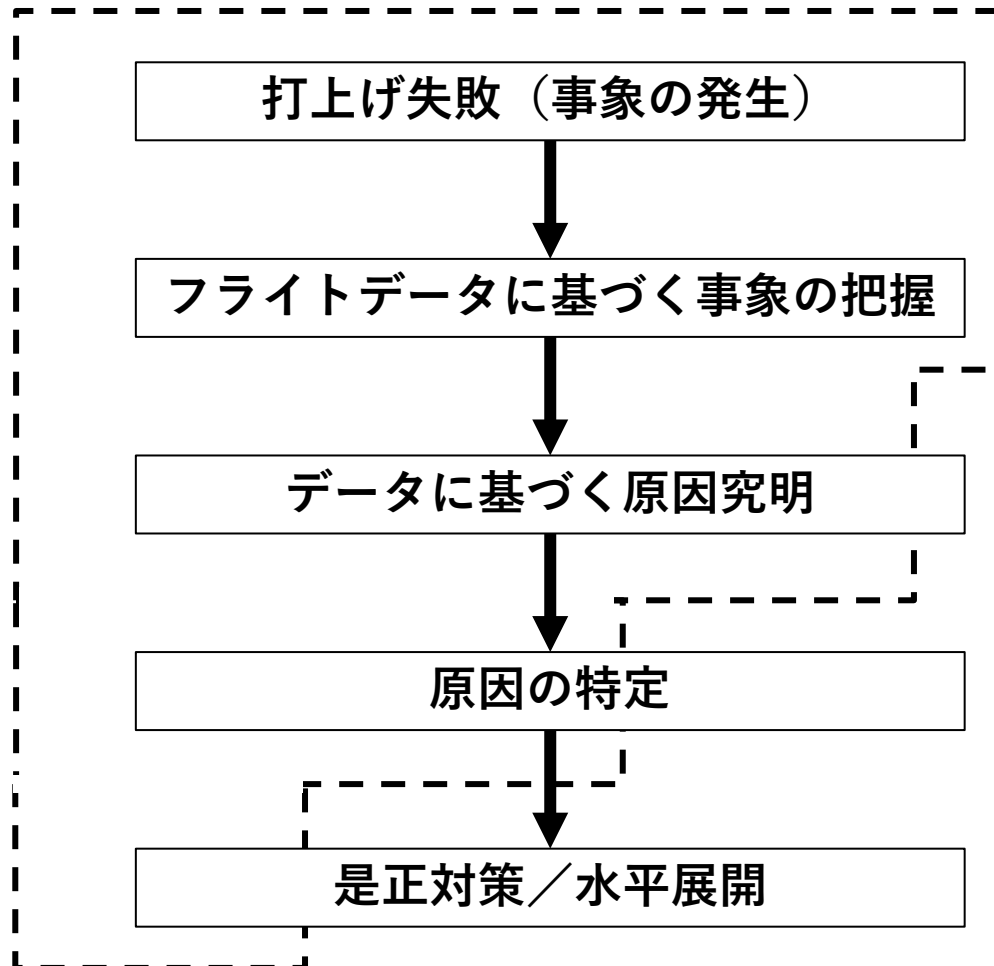 打上げ失敗（事象の発生）
フライトデータに基づく事象の把握
データに基づく原因究明
原因の特定
是正対策／水平展開